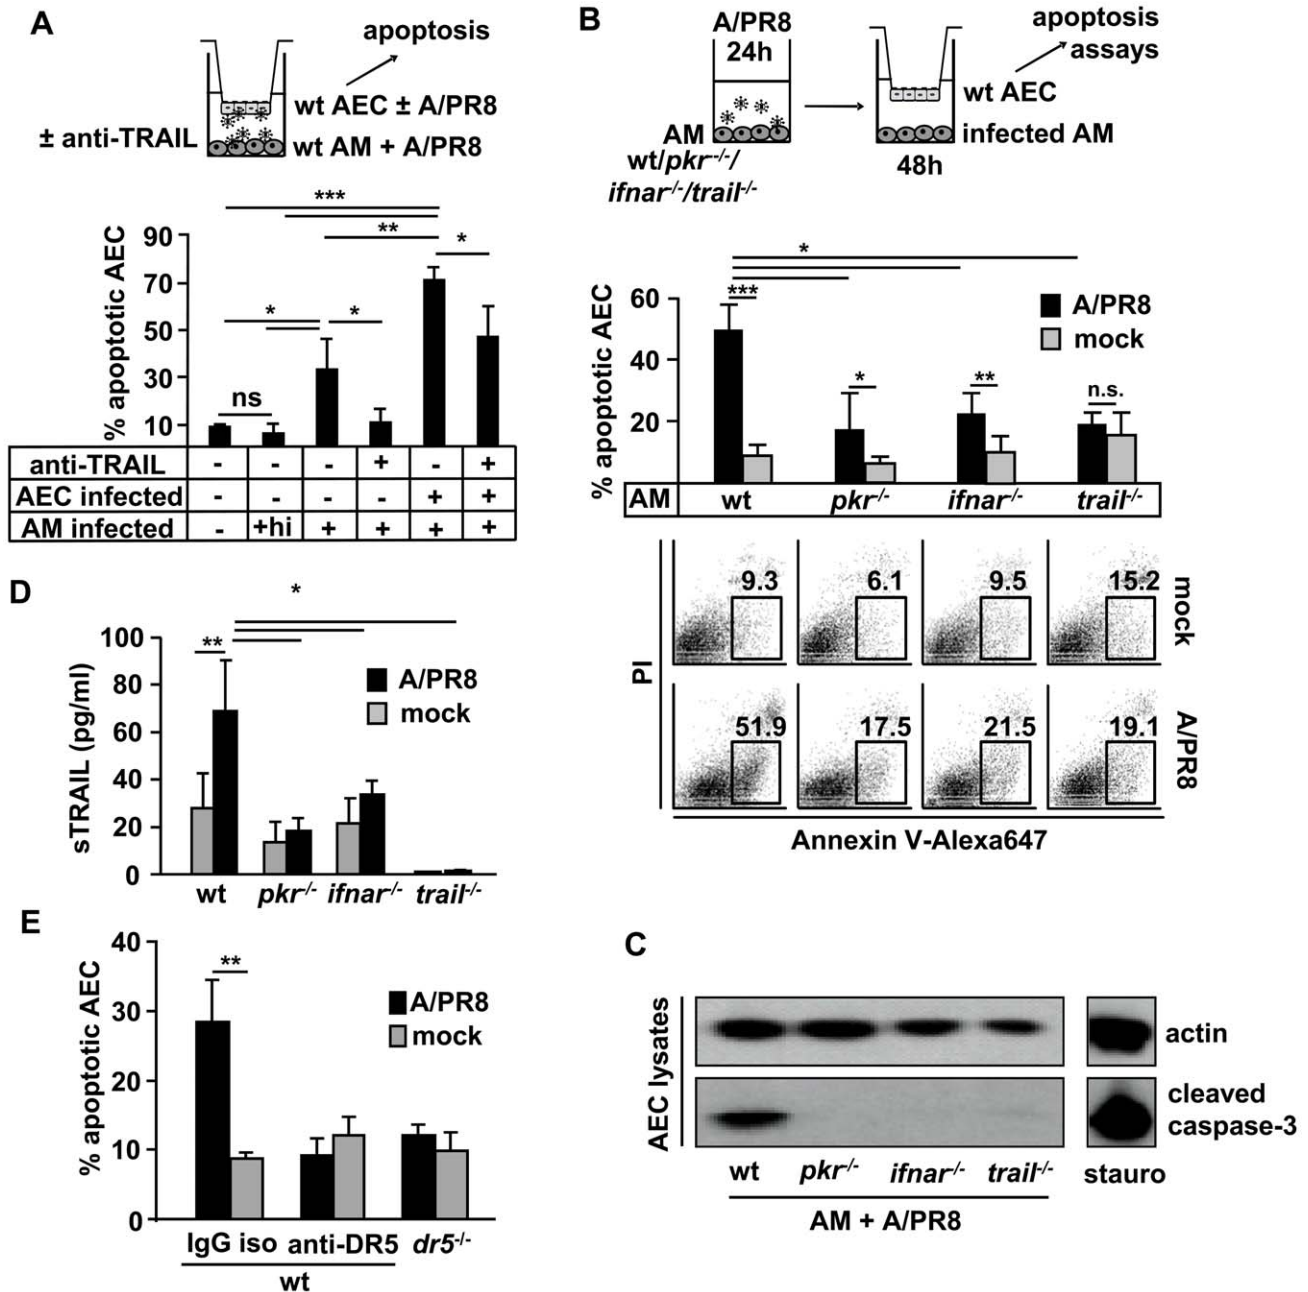 A
apoptosis
wt AEC ± A/PR8
± anti-TRAIL
wt AM + A/PR8
***
**
*
*
*
ns
% apoptotic AEC
90
70
50
30
10
anti-TRAIL - - - + - +
AEC infected - - - - + +
AM infected - +hi + + + +
B
A/PR8
24h
apoptosis
assays
wt AEC
AM
infected AM
wt/pkr-/-/
ifnar-/-/trail-/-
48h
*
***
*
**
n.s.
% apoptotic AEC
60
40
20
A/PR8
mock
AM wt pkr-/- ifnar-/- trail-/-
9.3 6.1 9.5 15.2
mock
51.9 17.5 21.5 19.1
A/PR8
PI
Annexin V-Alexa647
D
*
**
sTRAIL (pg/ml)
100
80
60
40
20
0
A/PR8
mock
wt pkr-/- ifnar-/- trail-/-
E
**
% apoptotic AEC
40
30
20
10
0
A/PR8
mock
IgG iso anti-DR5 dr5-/-
wt
C
AEC lysates
actin
cleaved
caspase-3
wt pkr-/- ifnar-/- trail-/- stauro
AM + A/PR8